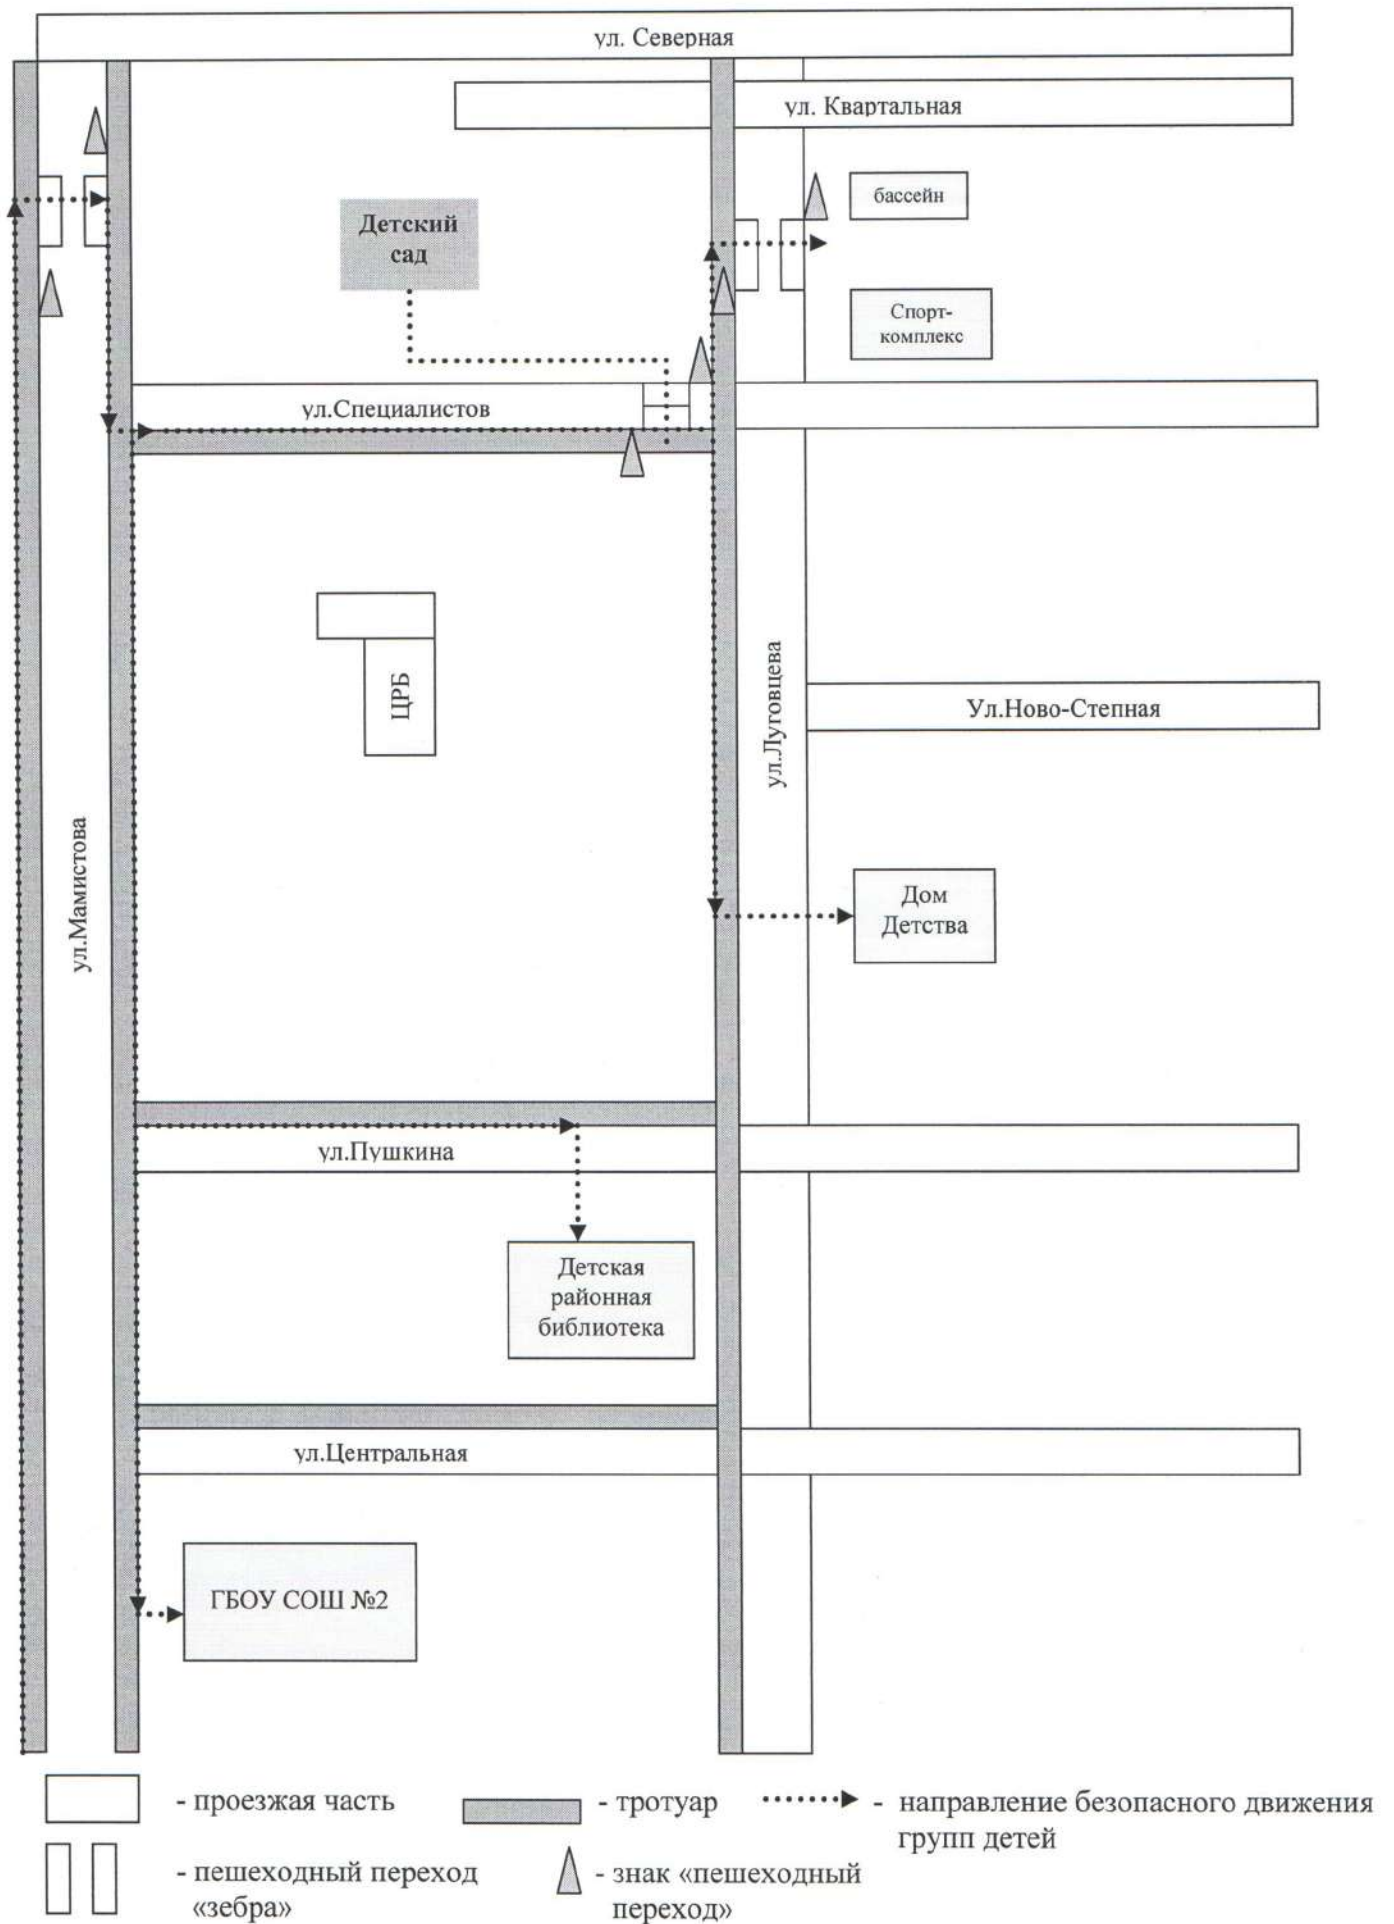 ул. Северная
ул. Квартальная
бассейн
Детский
сад
Спорт-
комплекс
ул.Специалистов
ЦРБ
ул.Луговцева
Ул.Ново-Степная
ул.Мамистова
Дом
Детства
ул.Пушкина
Детская
районная
библиотека
ул.Центральная
ГБОУ СОШ №2
- проезжая часть
- тротуар
- направление безопасного движения
групп детей
- пешеходный переход
«зебра»
- знак «пешеходный
переход»